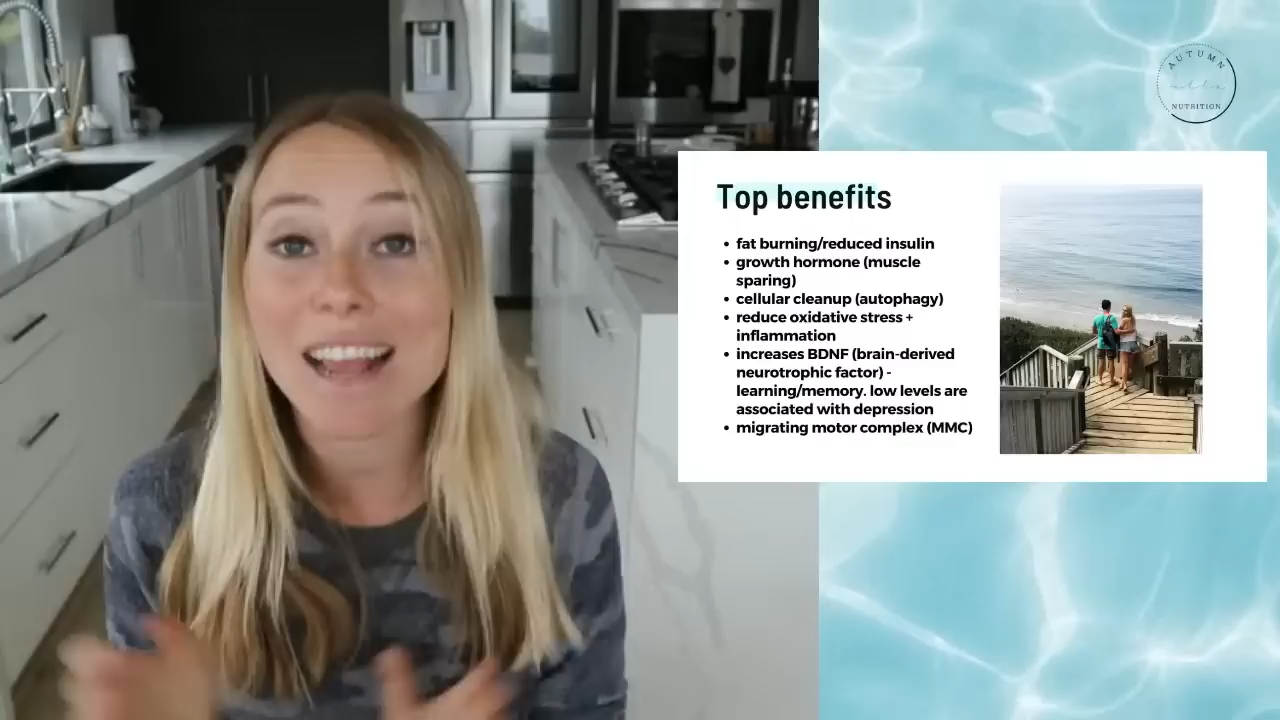 AUTUMN
elle
NUTRITION
Top benefits
• fat burning/reduced insulin
• growth hormone (muscle
sparing)
• cellular cleanup (autophagy)
• reduce oxidative stress +
inflammation
• increases BDNF (brain-derived
neurotrophic factor) -
learning/memory. low levels are
associated with depression
• migrating motor complex (MMC)